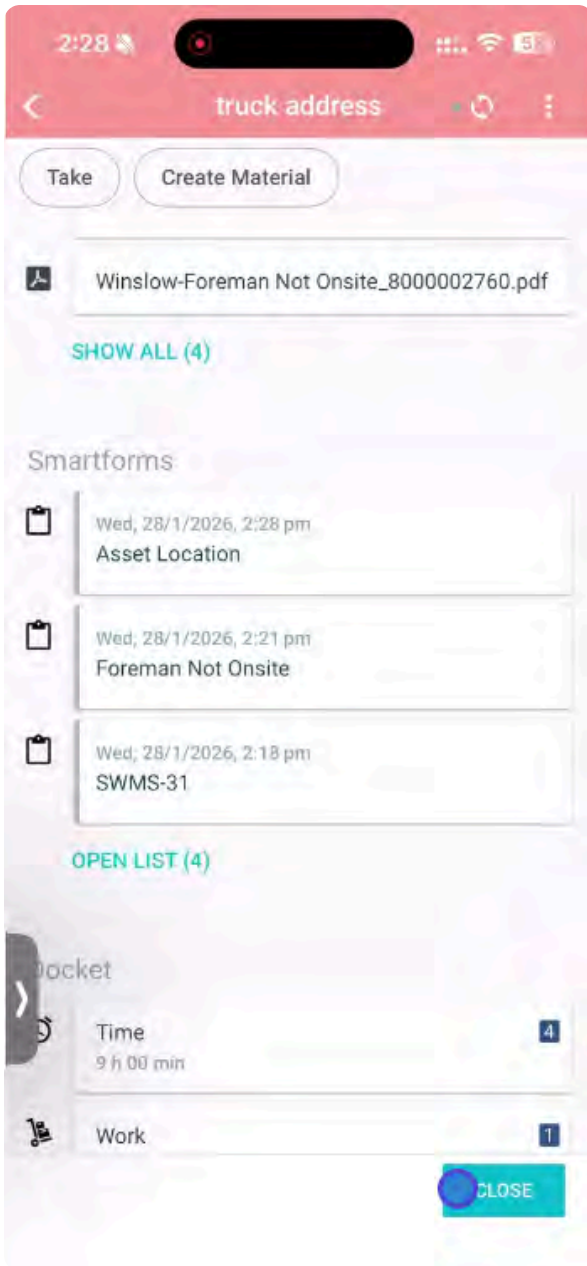 2:28
truck address
Take
Create Material
Winslow-Foreman Not Onsite_8000002760.pdf
SHOW ALL (4)
Smartforms
Wed, 28/1/2026, 2:28 pm
Asset Location
Wed, 28/1/2026, 2:21 pm
Foreman Not Onsite
Wed, 28/1/2026, 2:18 pm
SWMS-31
OPEN LIST (4)
ocket
Time
4
9 h 00 min
Work
1
CLOSE